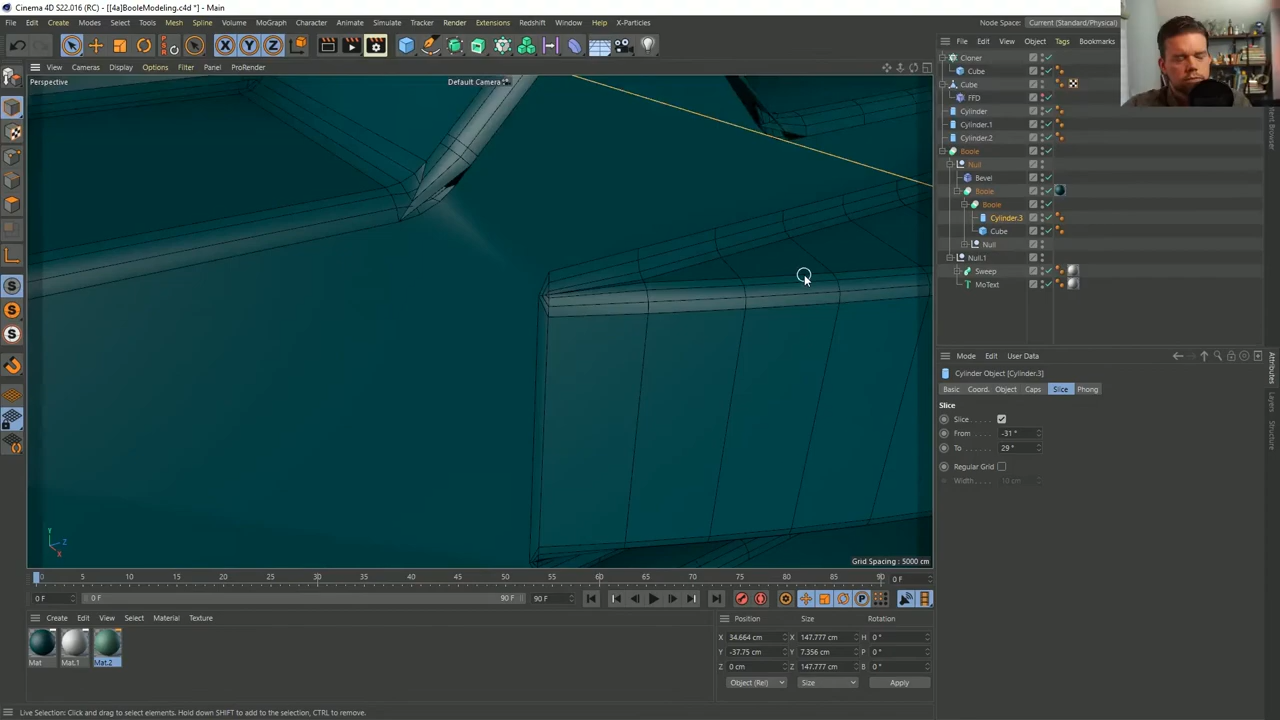 CINEMA 4D S22.016 (RC) - [[4a]BooleModeling.c4d *] - Main
File Edit Create Modes Select Tools Mesh Spline Volume MoGraph Character Animate Simulate Tracker Render Extensions Redshift Window Help X-Particles
Node Space: Current (Standard/Physical)
File Edit View Object Tags Bookmarks
View Cameras Display Options Filter Panel ProRender
Perspective
Default Camera
Cloner
Cube
Cube
FFD
Cylinder
Cylinder.1
Cylinder.2
Boole
Null
Bevel
Boole
Boole
Cylinder.3
Cube
Null
Null.1
Sweep
MoText
Content Browser
Mode Edit User Data
Cylinder Object [Cylinder.3]
Basic Coord. Object Caps Slice Phong
Slice
Slice
From -31 °
To 29 °
Regular Grid
Width 10 cm
Attributes
Layers
Structure
Y
Z
X
Grid Spacing : 5000 cm
0 5 10 15 20 25 30 35 40 45 50 55 60 65 70 75 80 85 90 0 F
0 F 0 F 90 F 90 F
Create Edit View Select Material Texture
Mat Mat.1 Mat.2
Position Size Rotation
X 34.664 cm X 147.777 cm H 0 °
Y -37.75 cm Y 7.356 cm P 0 °
Z 0 cm Z 147.777 cm B 0 °
Object (Rel) Size Apply
Live Selection: Click and drag to select elements. Hold down SHIFT to add to the selection, CTRL to remove.